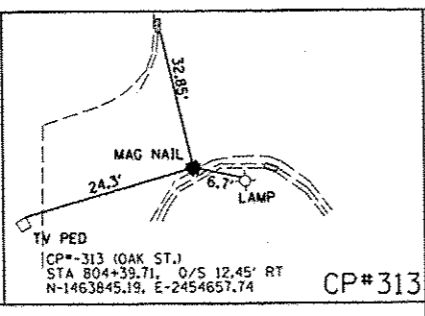 32.85'
MAG NAIL
24.3'
6.7'
LAMP
TV PED
CP#-313 (OAK ST.)
STA 804+39.71, O/S 12.45' RT
N-1463845.19, E-2454657.74
CP#313